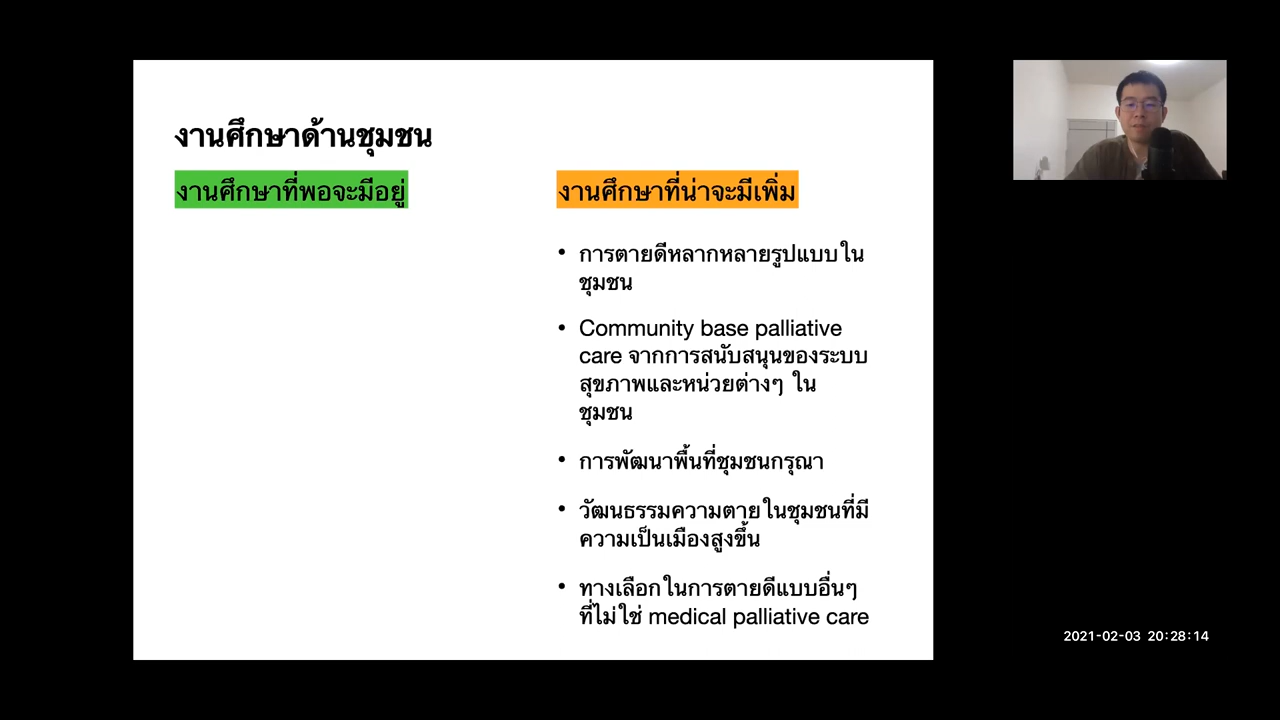 งานศึกษาด้านชุมชน
งานศึกษาที่พอจะมีอยู่
งานศึกษาที่น่าจะมีเพิ่ม
• การตายดีหลากหลายรูปแบบใน
ชุมชน
• Community base palliative
care จากการสนับสนุนของระบบ
สุขภาพและหน่วยต่างๆ ใน
ชุมชน
• การพัฒนาพื้นที่ชุมชนกรุณา
• วัฒนธรรมความตายในชุมชนที่มี
ความเป็นเมืองสูงขึ้น
• ทางเลือกในการตายดีแบบอื่นๆ
ที่ไม่ใช่ medical palliative care
2021-02-03 20:28:14